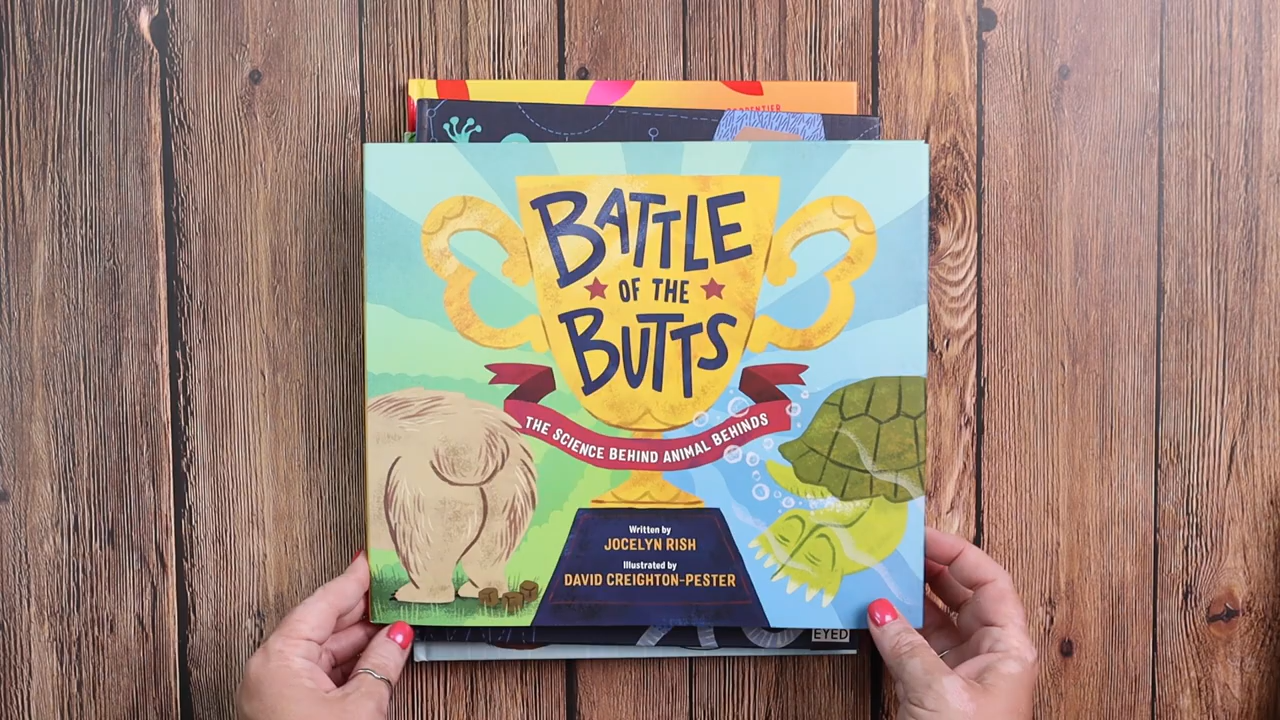 CARPENTIER
BATTLE
OF THE
BUTTS
THE SCIENCE BEHIND ANIMAL BEHINDS
Written by
JOCELYN RISH
Illustrated by
DAVID CREIGHTON-PESTER
EYED